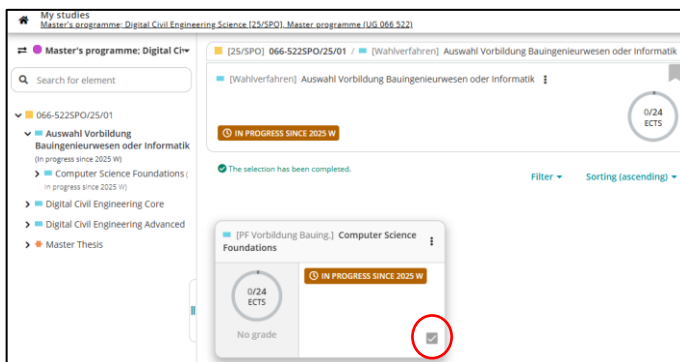 My studies
Master's programme; Digital Civil Engineering Science [25/SPO], Master programme (UG 066 522)
Master's programme; Digital Civ
Search for element
066-522SPO/25/01
Auswahl Vorbildung
Bauingenieurwesen oder Informatik
(In progress since 2025 W)
Computer Science Foundations (
In progress since 2025 W)
Digital Civil Engineering Core
Digital Civil Engineering Advanced
Master Thesis
[25/SPO] 066-522SPO/25/01 / [Wahlverfahren] Auswahl Vorbildung Bauingenieurwesen oder Informatik
[Wahlverfahren] Auswahl Vorbildung Bauingenieurwesen oder Informatik
IN PROGRESS SINCE 2025 W
0/24
ECTS
The selection has been completed.
Filter
Sorting (ascending)
[PF Vorbildung Bauing.] Computer Science
Foundations
IN PROGRESS SINCE 2025 W
0/24
ECTS
No grade